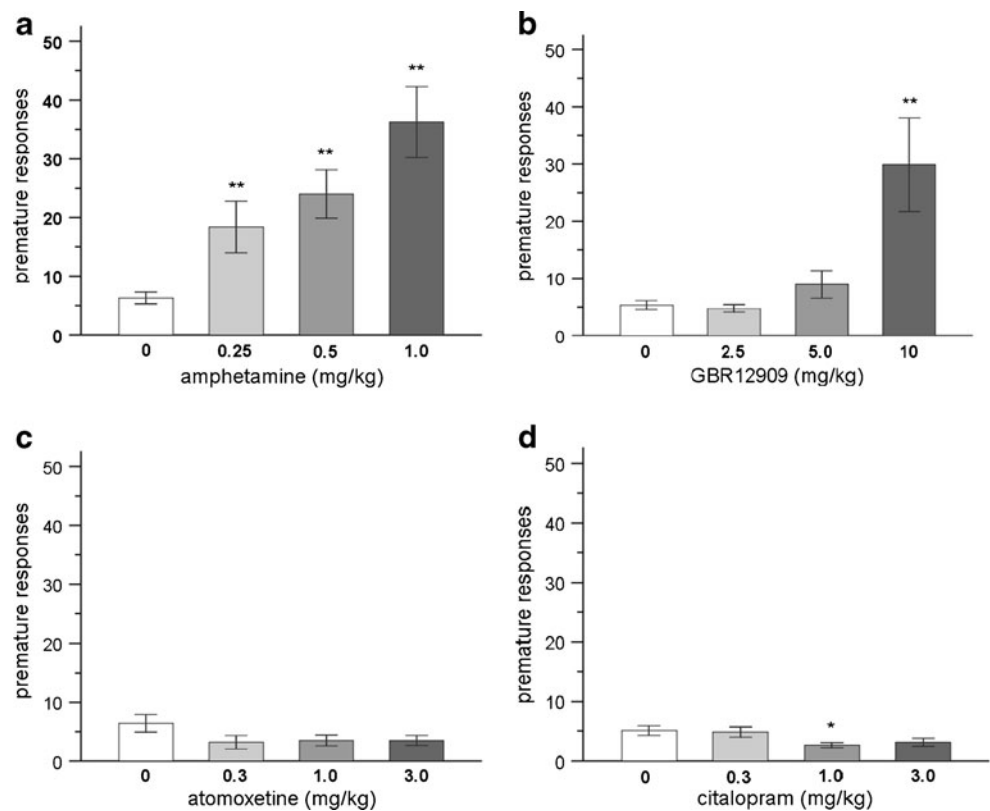 a
premature responses
50
40
30
20
10
0
**
**
**
0 0.25 0.5 1.0
amphetamine (mg/kg)
b
premature responses
50
40
30
20
10
0
**
0 2.5 5.0 10
GBR12909 (mg/kg)
c
premature responses
50
40
30
20
10
0
0 0.3 1.0 3.0
atomoxetine (mg/kg)
d
premature responses
50
40
30
20
10
0
*
0 0.3 1.0 3.0
citalopram (mg/kg)